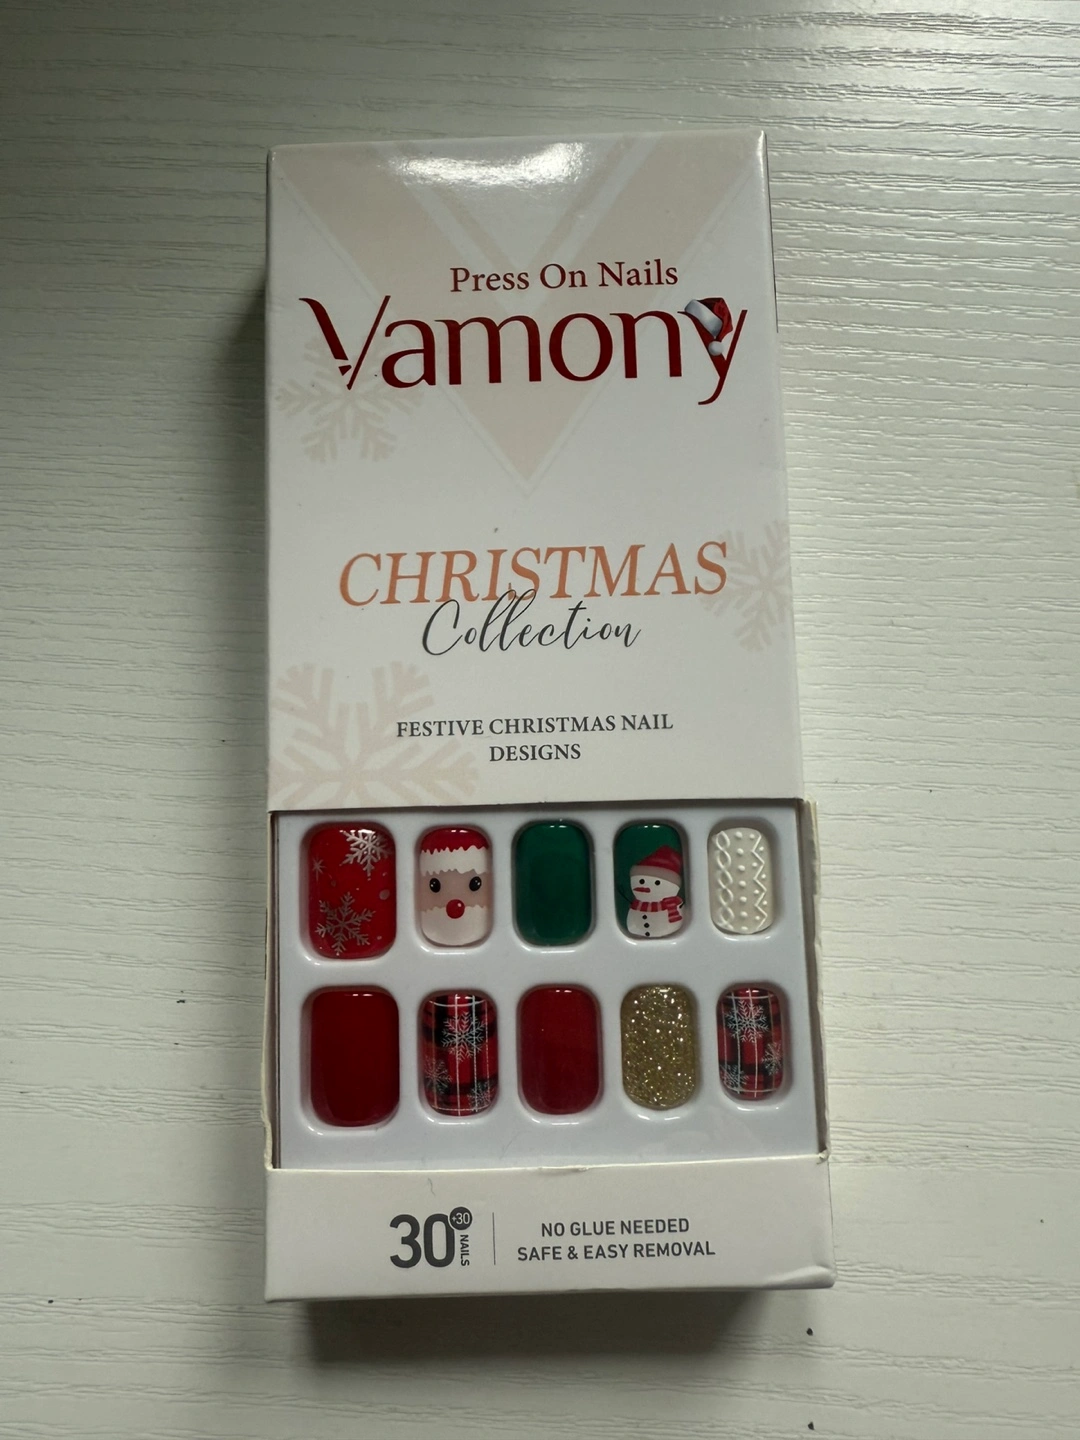 Press On Nails
Vamony
CHRISTMAS
Collection
FESTIVE CHRISTMAS NAIL
DESIGNS
30 +30 NAILS
NO GLUE NEEDED
SAFE & EASY REMOVAL